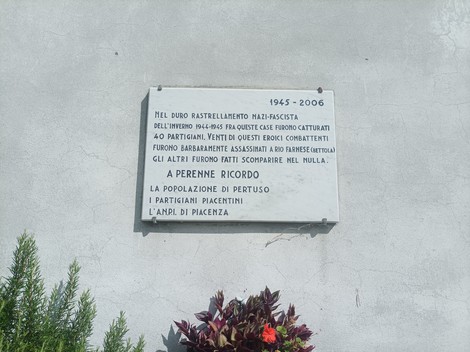 1945 - 2006
NEL DURO RASTRELLAMENTO NAZI-FASCISTA
DELL'INVERNO 1944-1945 FRA QUESTE CASE FURONO CATTURATI
40 PARTIGIANI. VENTI DI QUESTI EROICI COMBATTENTI
FURONO BARBARAMENTE ASSASSINATI A RIO FARNESE (BETTOLA)
GLI ALTRI FURONO FATTI SCOMPARIRE NEL NULLA.
A PERENNE RICORDO
LA POPOLAZIONE DI PERTUSO
I PARTIGIANI PIACENTINI
L'A.N.P.I. DI PIACENZA